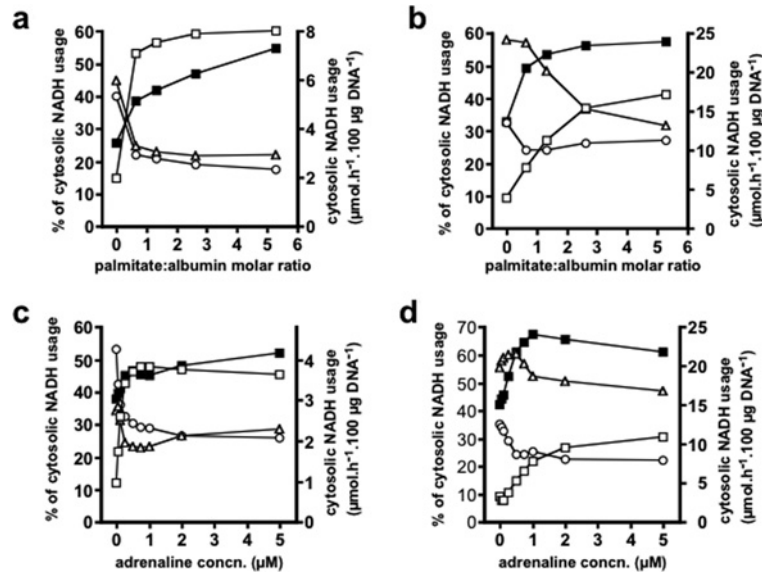 a
60
50
40
30
20
10
0
8
6
4
2
0
% of cytosolic NADH usage
cytosolic NADH usage
(µmol.h⁻¹.100 µg DNA⁻¹)
0 1 2 3 4 5 6
palmitate:albumin molar ratio
b
60
50
40
30
20
10
0
25
20
15
10
5
0
% of cytosolic NADH usage
cytosolic NADH usage
(µmol.h⁻¹.100 µg DNA⁻¹)
0 1 2 3 4 5 6
palmitate:albumin molar ratio
c
60
50
40
30
20
10
0
4
3
2
1
0
% of cytosolic NADH usage
cytosolic NADH usage
(µmol.h⁻¹.100 µg DNA⁻¹)
0 1 2 3 4 5
adrenaline concn. (µM)
d
70
60
50
40
30
20
10
0
25
20
15
10
5
0
% of cytosolic NADH usage
cytosolic NADH usage
(µmol.h⁻¹.100 µg DNA⁻¹)
0 1 2 3 4 5
adrenaline concn. (µM)